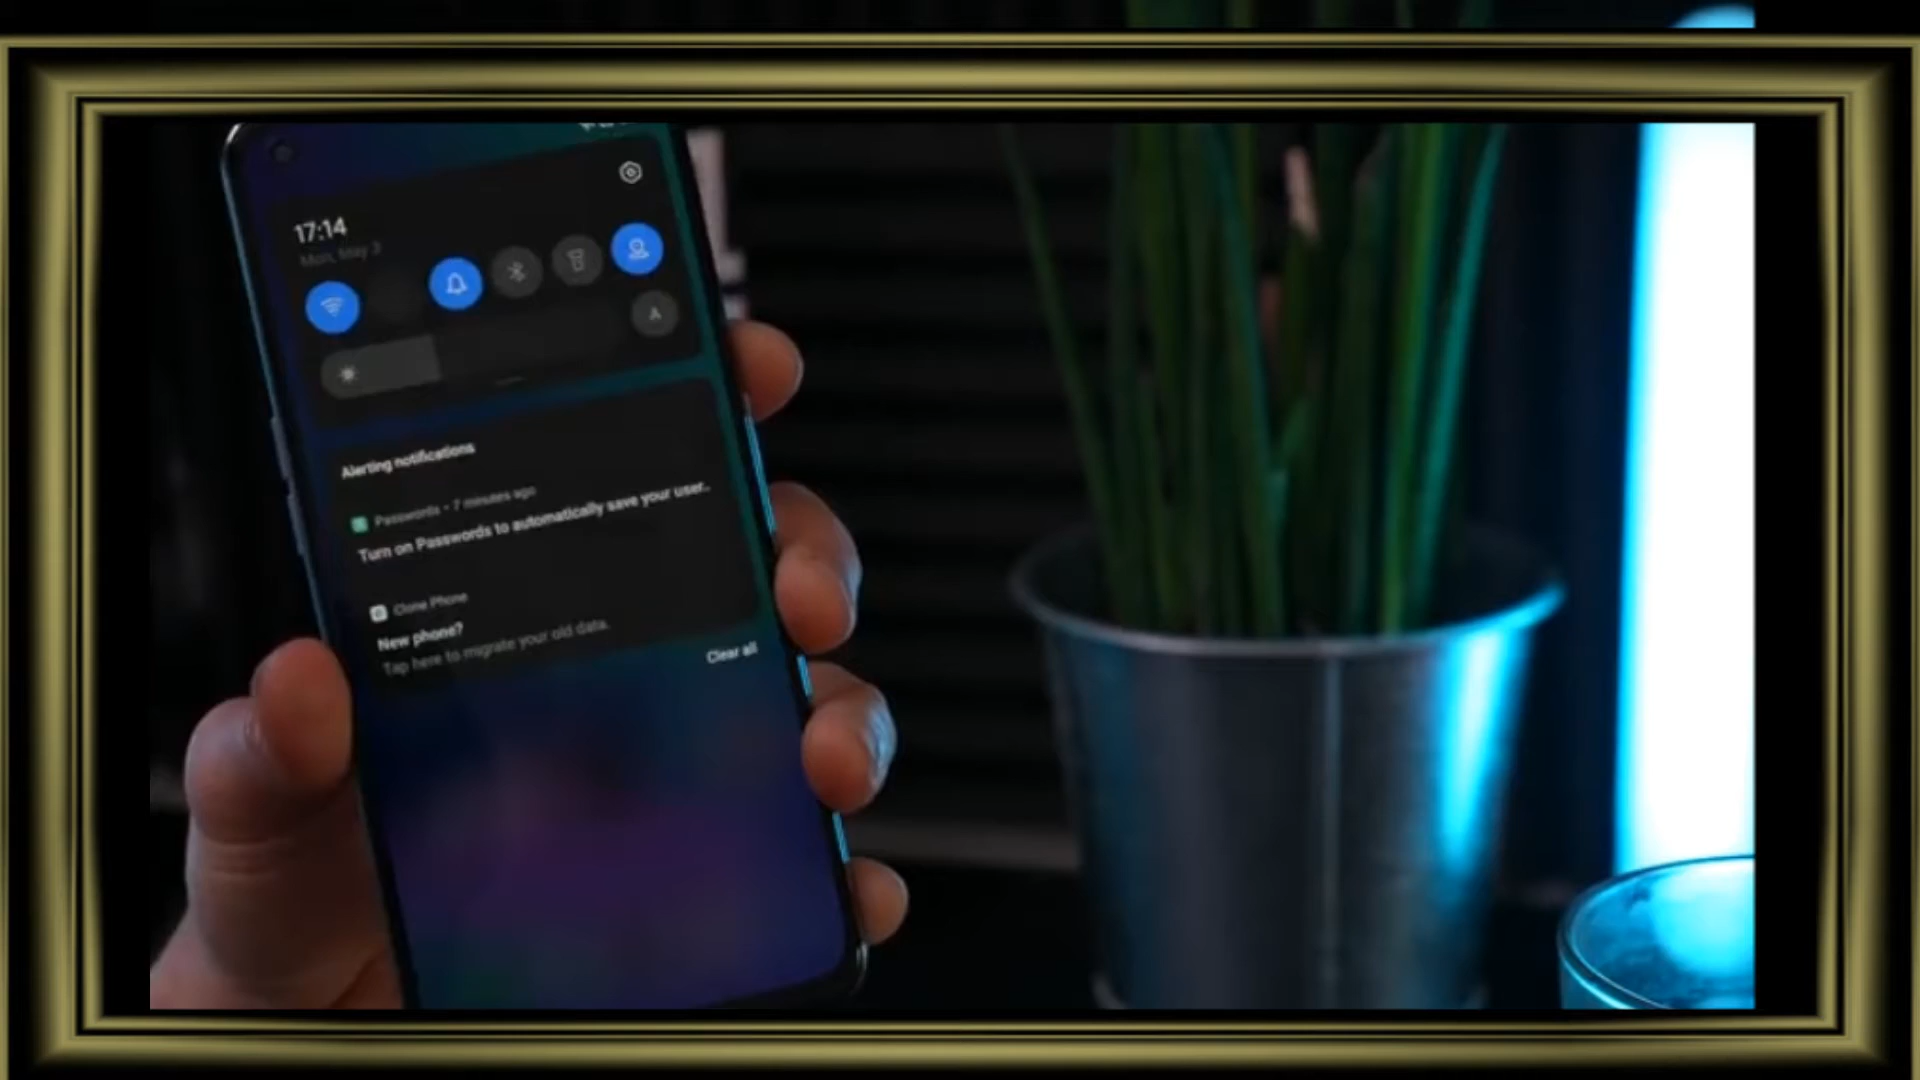 17:14
Mon, May 3
A
Alerting notifications
Passwords • 7 minutes ago
Turn on Passwords to automatically save your user..
Clone Phone
New phone?
Tap here to migrate your old data.
Clear all